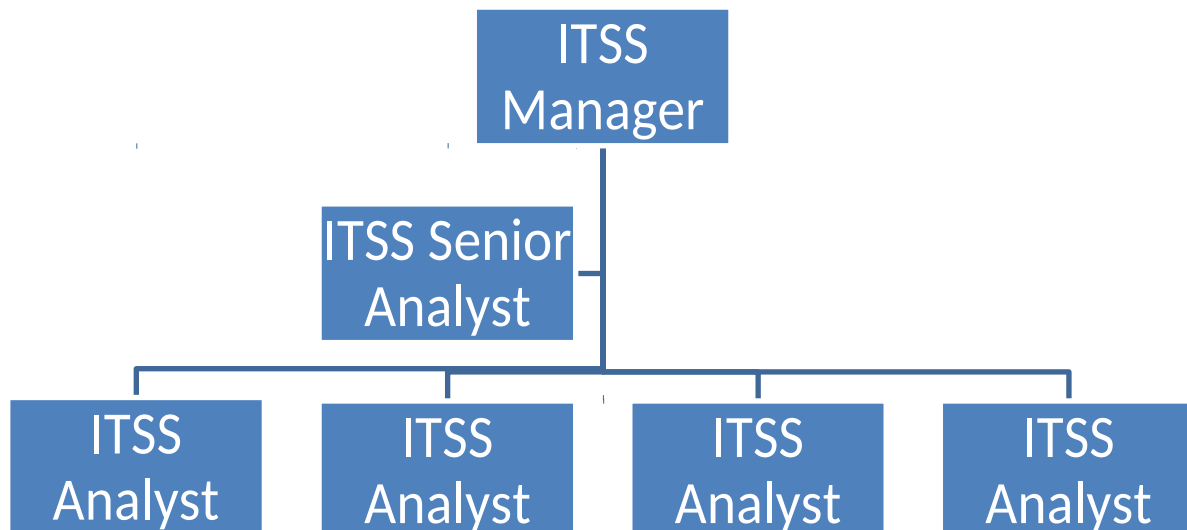 ITSS
Manager
ITSS Senior
Analyst
ITSS
Analyst
ITSS
Analyst
ITSS
Analyst
ITSS
Analyst